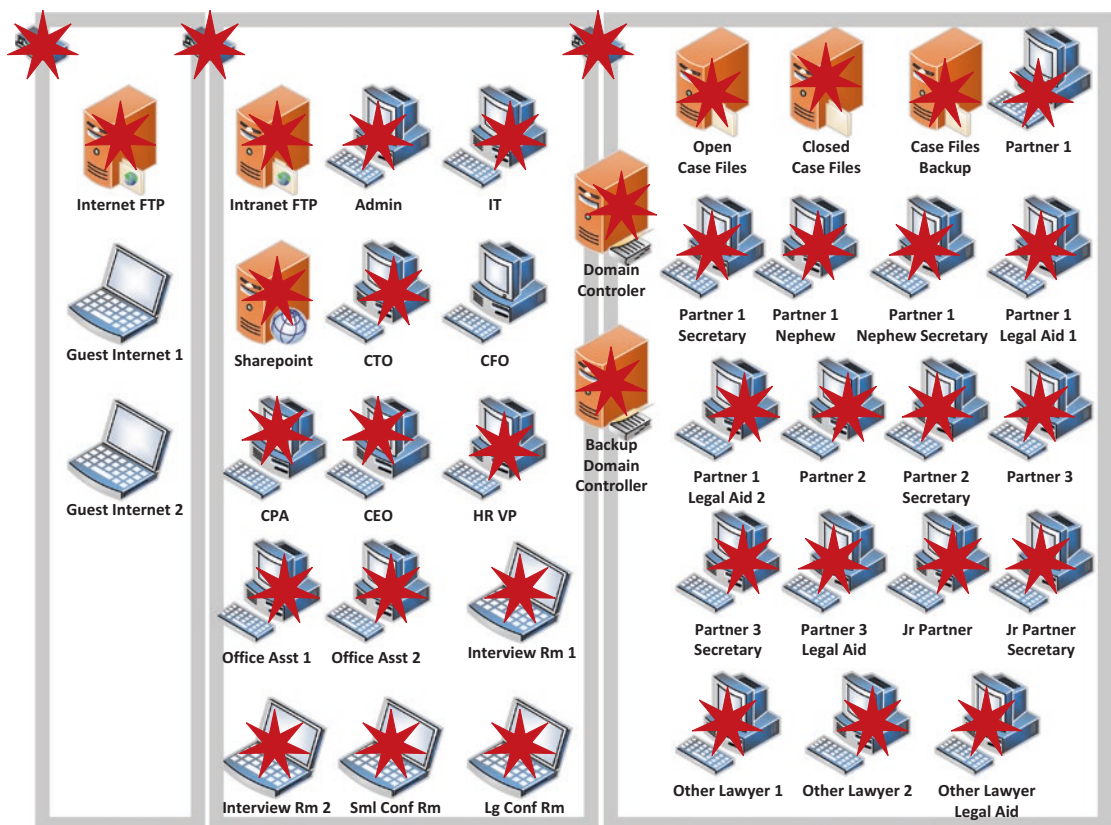 Internet FTP
Guest Internet 1
Guest Internet 2
Intranet FTP
Admin
IT
Sharepoint
CTO
CFO
CPA
CEO
HR VP
Office Asst 1
Office Asst 2
Interview Rm 1
Interview Rm 2
Sml Conf Rm
Lg Conf Rm
Domain
Controler
Backup
Domain
Controller
Open
Case Files
Closed
Case Files
Case Files
Backup
Partner 1
Partner 1
Secretary
Partner 1
Nephew
Partner 1
Nephew Secretary
Partner 1
Legal Aid 1
Partner 1
Legal Aid 2
Partner 2
Partner 2
Secretary
Partner 3
Partner 3
Secretary
Partner 3
Legal Aid
Jr Partner
Jr Partner
Secretary
Other Lawyer 1
Other Lawyer 2
Other Lawyer
Legal Aid